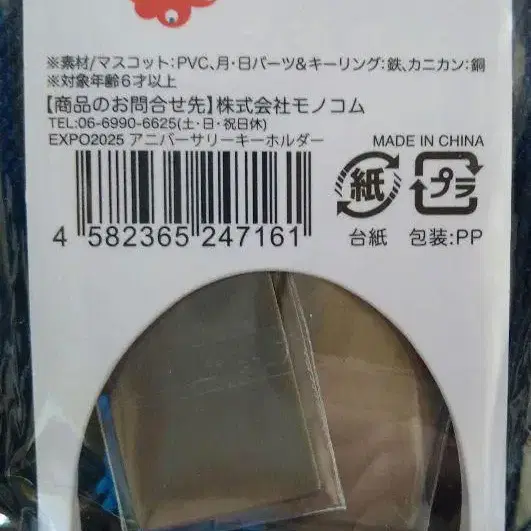 ※素材/マスコット:PVC、月・日パーツ&キーリング:鉄、カニカン:銅
※対象年齢6才以上
【商品のお問合せ先】株式会社モノコム
TEL:06-6990-6625(土・日・祝日休)
EXPO2025 アニバーサリーキーホルダー
MADE IN CHINA
紙
プラ
4 582365 247161
台紙 包装:PP